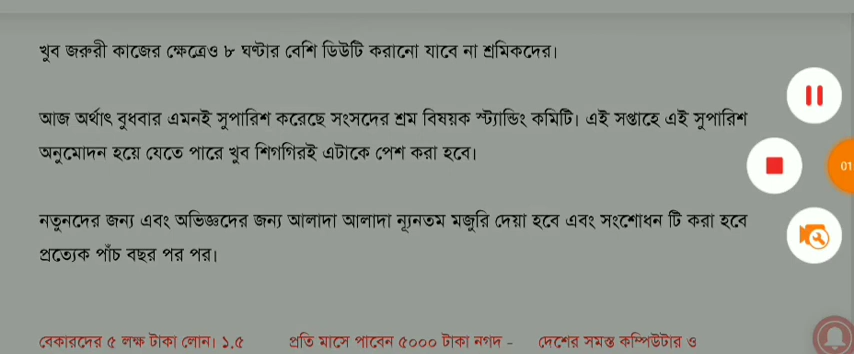 খুব জরুরী কাজের ক্ষেত্রেও ৮ ঘণ্টার বেশি ডিউটি করানো যাবে না শ্রমিকদের।
আজ অর্থাৎ বুধবার এমনই সুপারিশ করেছে সংসদের শ্রম বিষয়ক স্ট্যান্ডিং কমিটি। এই সপ্তাহে এই সুপারিশ
অনুমোদন হয়ে যেতে পারে খুব শিগগিরই এটাকে পেশ করা হবে।
নতুনদের জন্য এবং অভিজ্ঞদের জন্য আলাদা আলাদা ন্যূনতম মজুরি দেয়া হবে এবং সংশোধন টি করা হবে
প্রত্যেক পাঁচ বছর পর পর।
বেকারদের ৫ লক্ষ টাকা লোন। ১.৫ প্রতি মাসে পাবেন ৫০০০ টাকা নগদ - দেশের সমস্ত কম্পিউটার ও
01